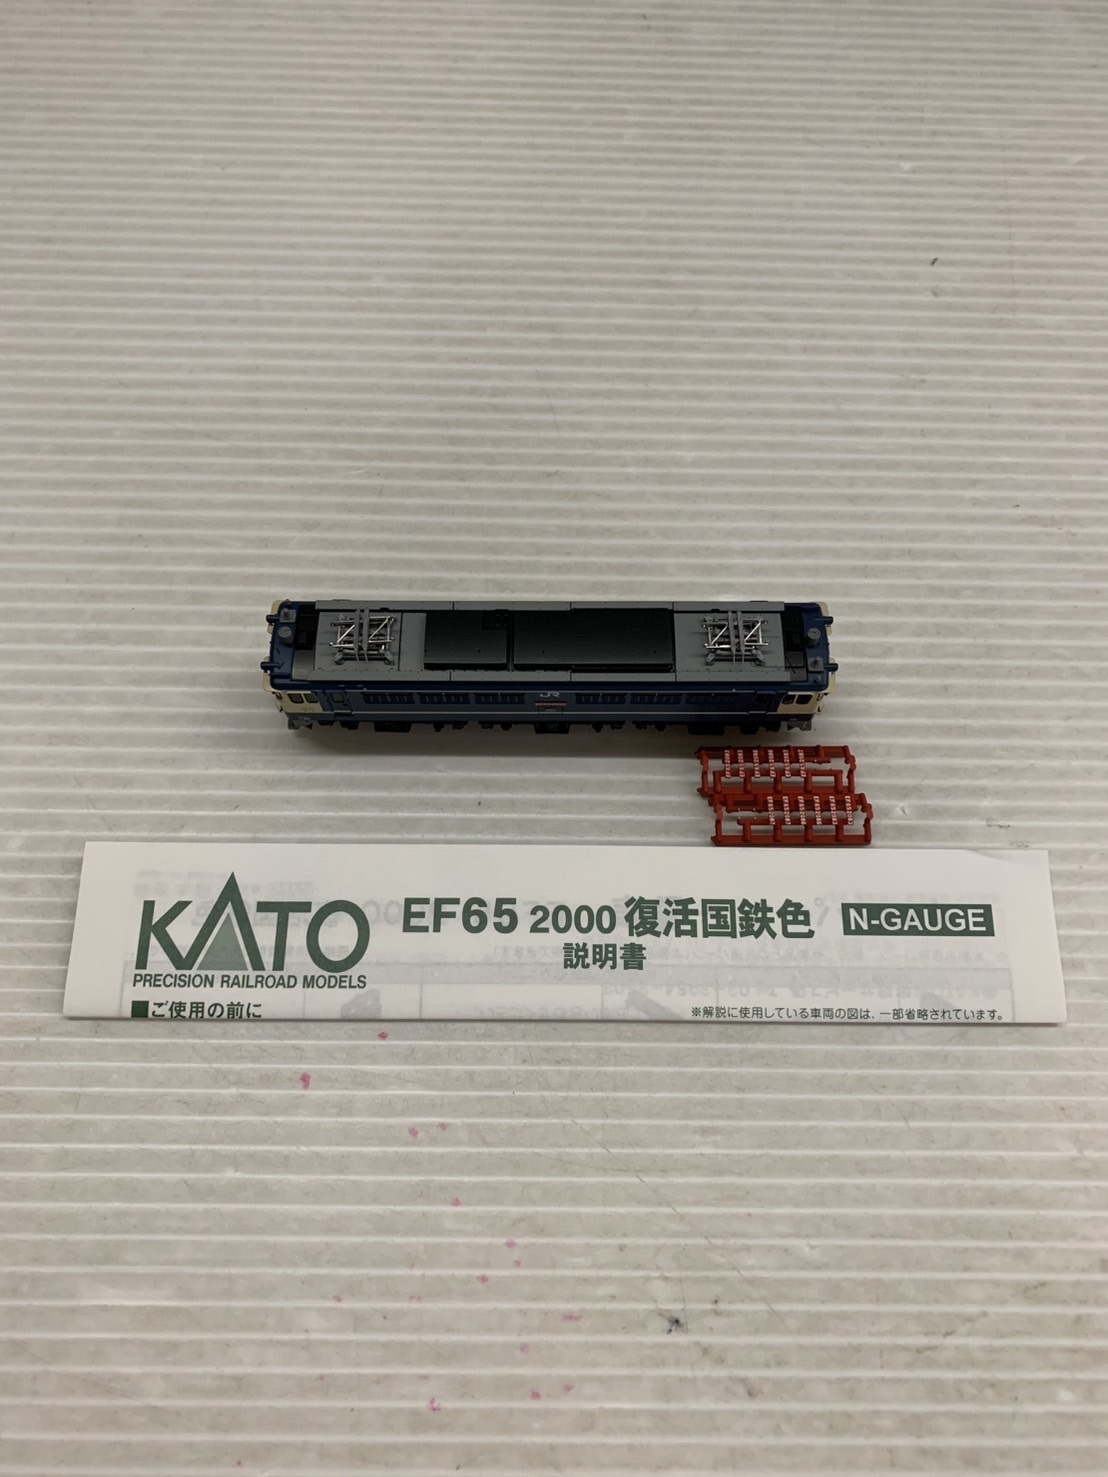 JR
KATO
PRECISION RAILROAD MODELS
EF65 2000 復活国鉄色
N-GAUGE
説明書
■ご使用の前に
※解説に使用している車両の図は、一部省略されています。